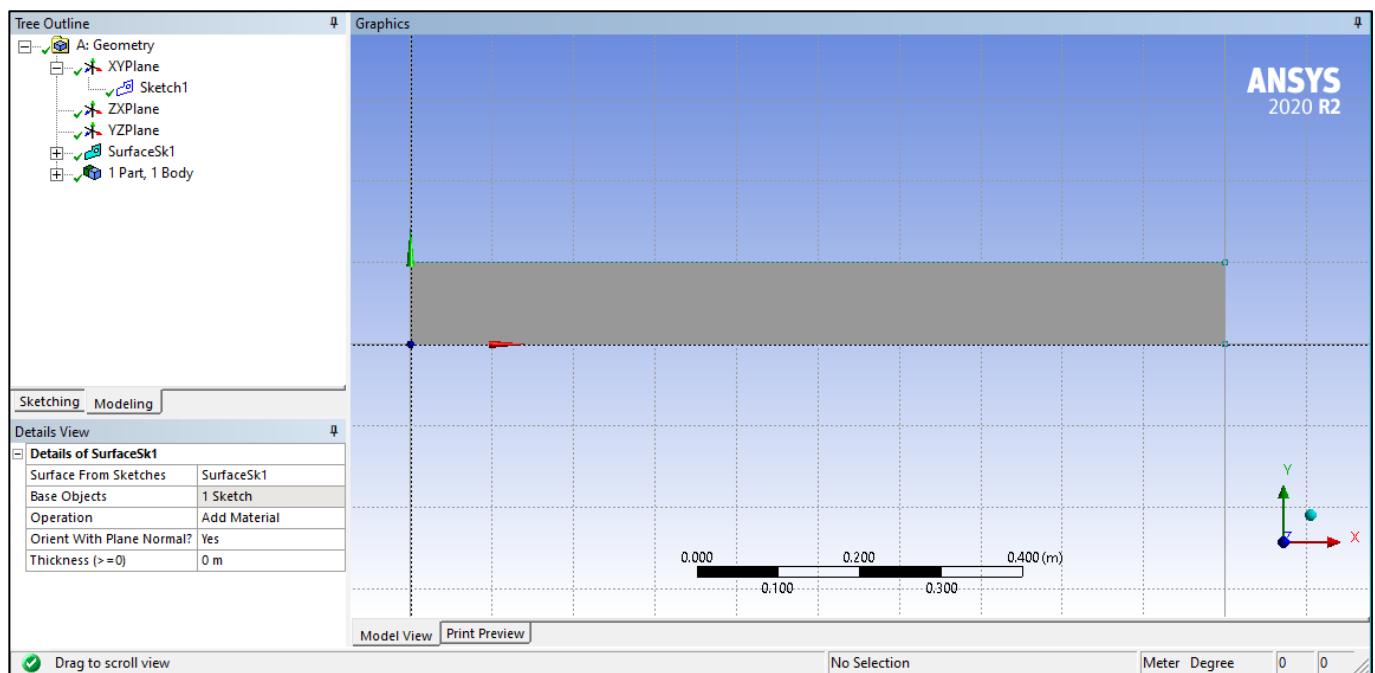 Tree Outline
A: Geometry
XYPlane
Sketch1
ZXPlane
YZPlane
SurfaceSk1
1 Part, 1 Body
Sketching Modeling
Details View
Details of SurfaceSk1
Surface From Sketches SurfaceSk1
Base Objects 1 Sketch
Operation Add Material
Orient With Plane Normal? Yes
Thickness (>=0) 0 m
Graphics
ANSYS
2020 R2
Y
Z X
0.000 0.200 0.400 (m)
0.100 0.300
Model View Print Preview
Drag to scroll view No Selection Meter Degree 0 0